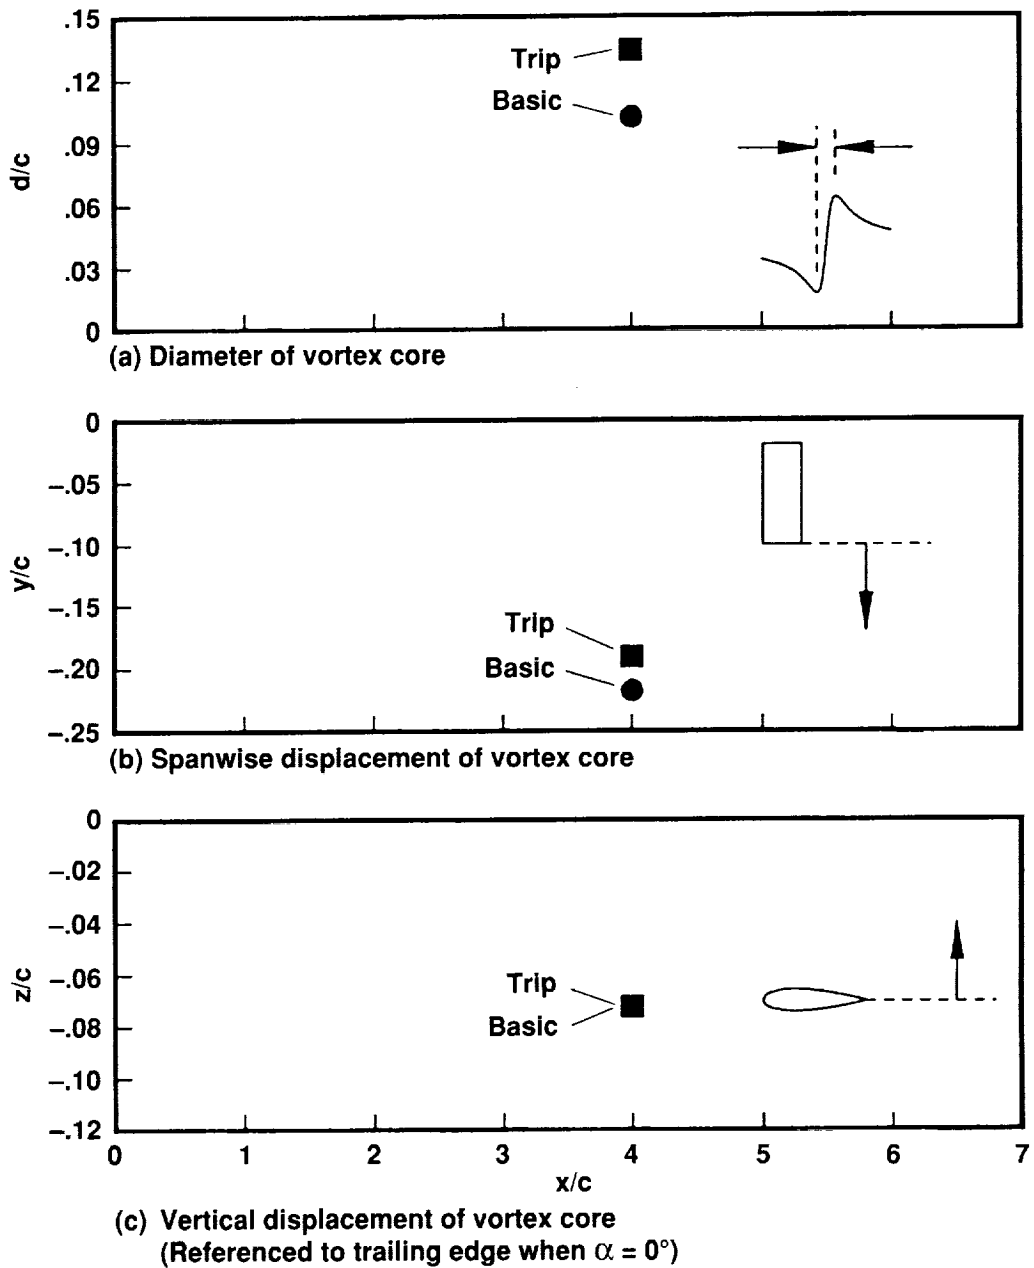 .15
Trip
.12
Basic
.09
d/c
.06
.03
0
(a) Diameter of vortex core
0
–.05
–.10
y/c
–.15
Trip
–.20
Basic
–.25
(b) Spanwise displacement of vortex core
0
–.02
–.04
–.06
z/c
Trip
–.08
Basic
–.10
–.12
0 1 2 3 4 5 6 7
x/c
(c) Vertical displacement of vortex core
(Referenced to trailing edge when α = 0°)